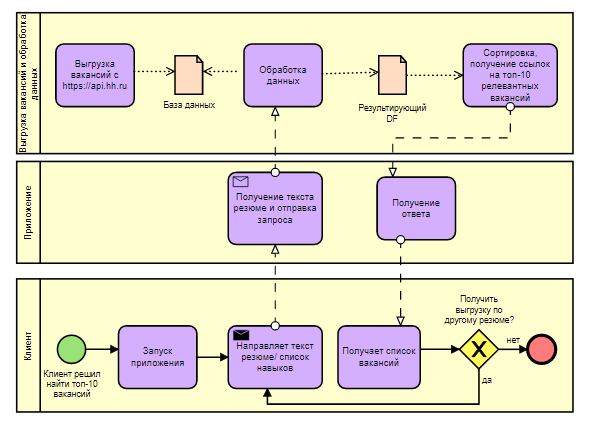 Выгрузка вакансий и обработка
данных
Выгрузка
вакансий с
https://api.hh.ru
База данных
Обработка
данных
Результирующий
DF
Сортировка,
получение ссылок
на топ-10
релевантных
вакансий
Приложение
Получение текста
резюме и отправка
запроса
Получение
ответа
Клиент
Клиент решил
найти топ-10
вакансий
Запуск
приложения
Направляет текст
резюме/ список
навыков
Получает список
вакансий
Получить
выгрузку по
другому резюме?
нет
да